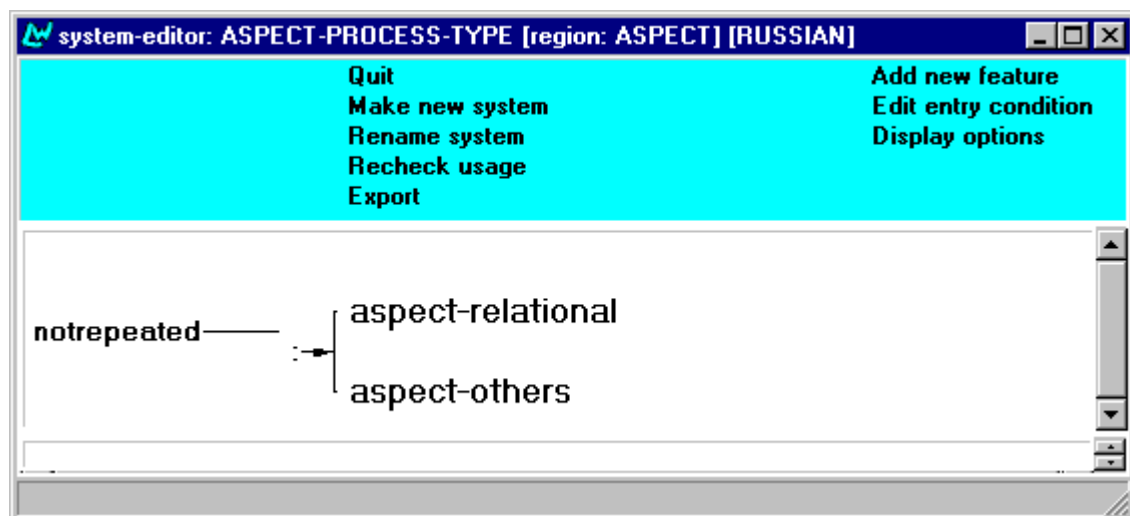 system-editor: ASPECT-PROCESS-TYPE [region: ASPECT] [RUSSIAN]
Quit
Make new system
Rename system
Recheck usage
Export
Add new feature
Edit entry condition
Display options
notrepeated
aspect-relational
aspect-others